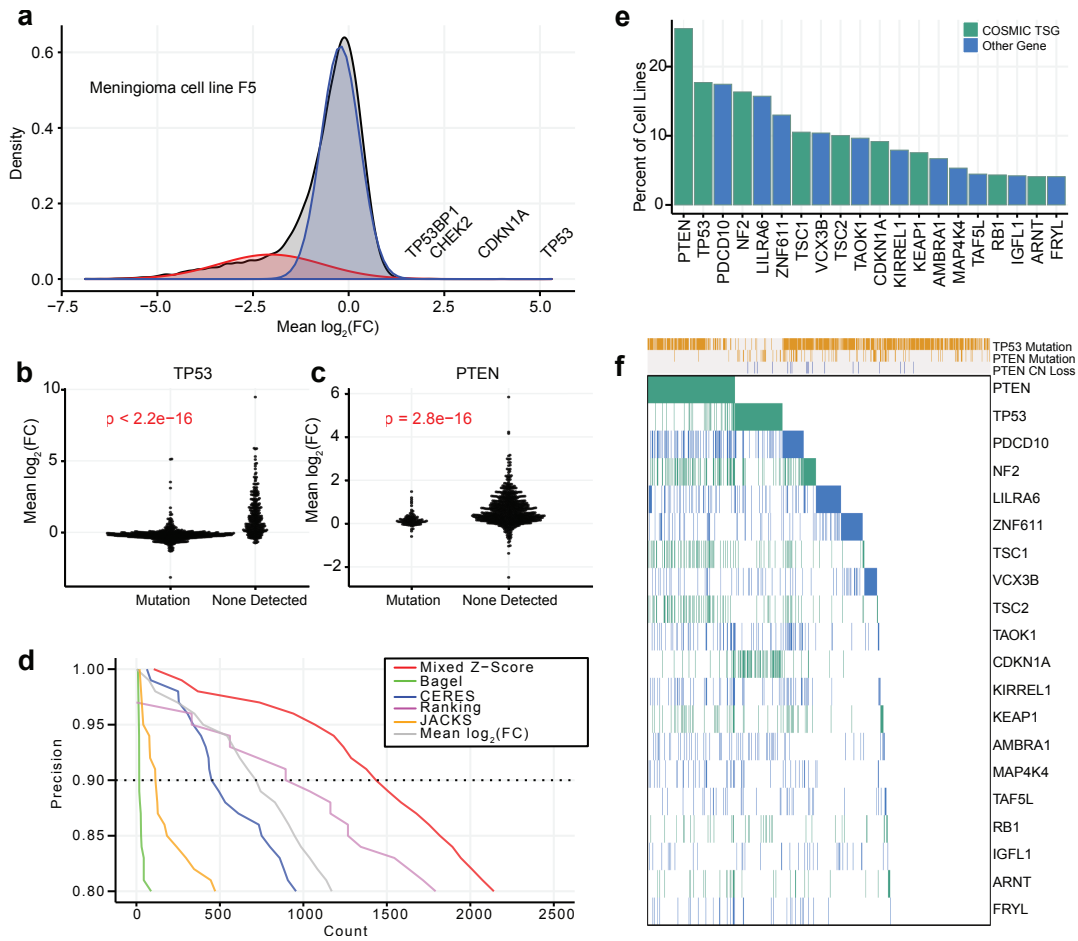 a
Meningioma cell line F5
Density
0.6
0.4
0.2
0.0
TP53BP1
CHEK2
CDKN1A
TP53
−7.5
−5.0
−2.5
0.0
2.5
5.0
Mean log2(FC)
b
TP53
p < 2.2e−16
Mean log2(FC)
10
5
0
Mutation
None Detected
c
PTEN
p = 2.8e−16
Mean log2(FC)
6
4
2
0
−2
Mutation
None Detected
d
Precision
1.00
0.95
0.90
0.85
0.80
Mixed Z-Score
Bagel
CERES
Ranking
JACKS
Mean log2(FC)
0
500
1000
1500
2000
2500
Count
e
COSMIC TSG
Other Gene
Percent of Cell Lines
20
10
0
PTEN
TP53
PDCD10
NF2
LILRA6
ZNF611
TSC1
VCX3B
TSC2
TAOK1
CDKN1A
KIRREL1
KEAP1
AMBRA1
MAP4K4
TAF5L
RB1
IGFL1
ARNT
FRYL
f
TP53 Mutation
PTEN Mutation
PTEN CN Loss
PTEN
TP53
PDCD10
NF2
LILRA6
ZNF611
TSC1
VCX3B
TSC2
TAOK1
CDKN1A
KIRREL1
KEAP1
AMBRA1
MAP4K4
TAF5L
RB1
IGFL1
ARNT
FRYL